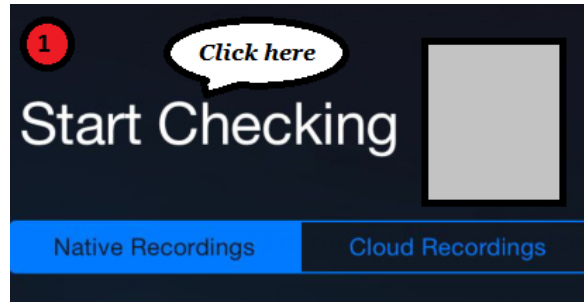 1
Click here
Start Checking
Native Recordings
Cloud Recordings